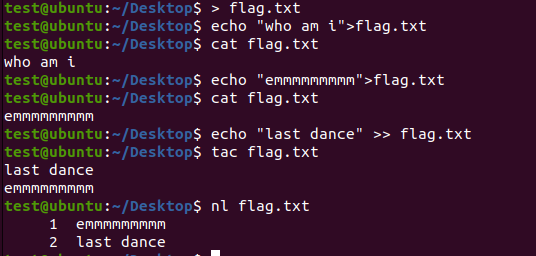 test@ubuntu:~/Desktop$ > flag.txt
test@ubuntu:~/Desktop$ echo "who am i">flag.txt
test@ubuntu:~/Desktop$ cat flag.txt
who am i
test@ubuntu:~/Desktop$ echo "emmmmmmmmm">flag.txt
test@ubuntu:~/Desktop$ cat flag.txt
emmmmmmmmm
test@ubuntu:~/Desktop$ echo "last dance" >> flag.txt
test@ubuntu:~/Desktop$ tac flag.txt
last dance
emmmmmmmmm
test@ubuntu:~/Desktop$ nl flag.txt
     1  emmmmmmmmm
     2  last dance
test@ubuntu:~/Desktop$